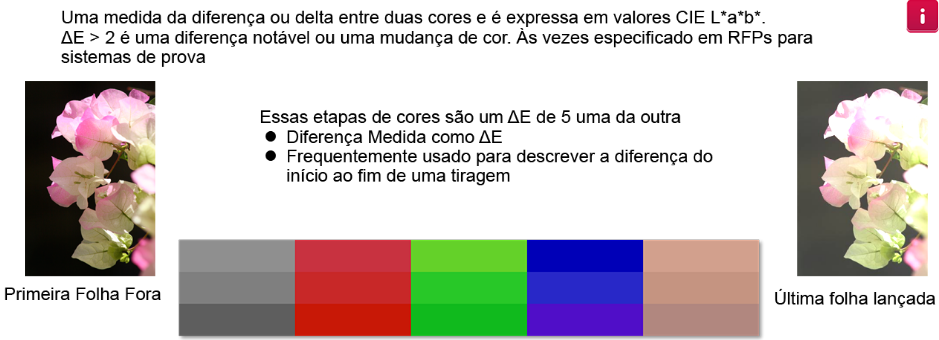 Uma medida da diferença ou delta entre duas cores e é expressa em valores CIE L*a*b*.
ΔE > 2 é uma diferença notável ou uma mudança de cor. Às vezes especificado em RFPs para
sistemas de prova
i
Essas etapas de cores são um ΔE de 5 uma da outra
● Diferença Medida como ΔE
● Frequentemente usado para descrever a diferença do
início ao fim de uma tiragem
Primeira Folha Fora
Última folha lançada